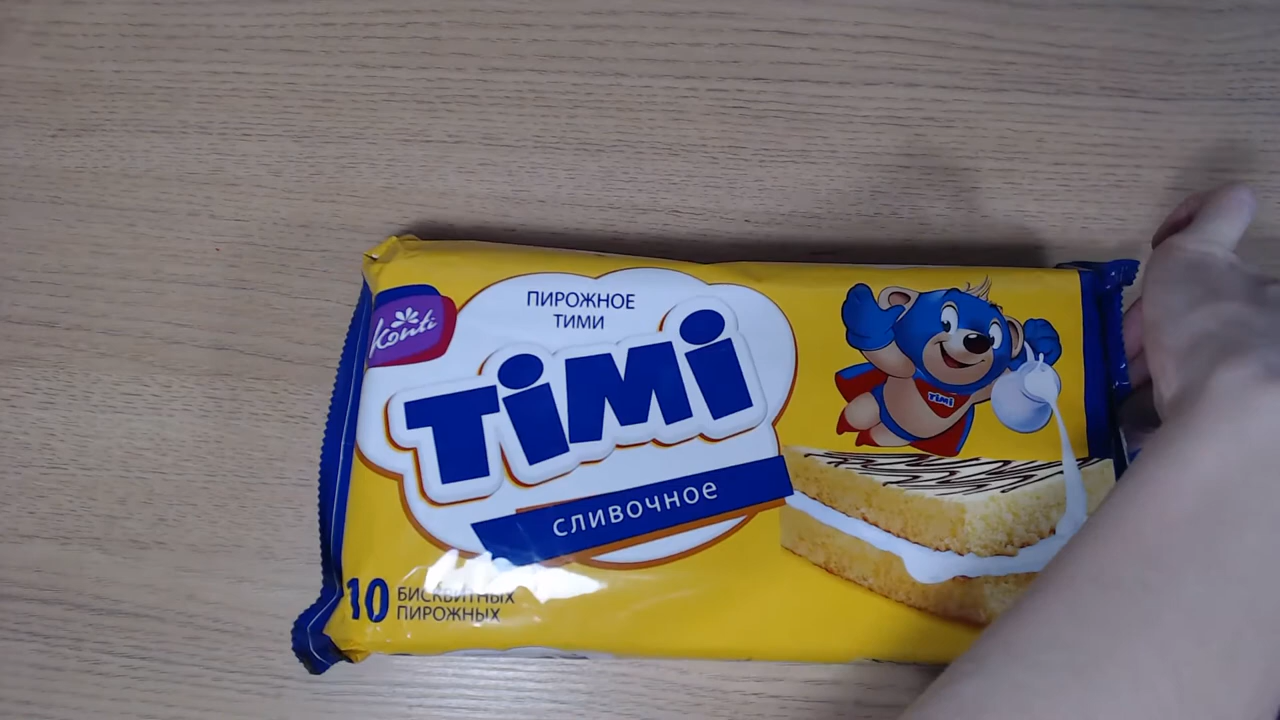 Konti
ПИРОЖНОЕ
ТИМИ
TiMi
сливочное
TiMi
10 БИСКВИТНЫХ
ПИРОЖНЫХ